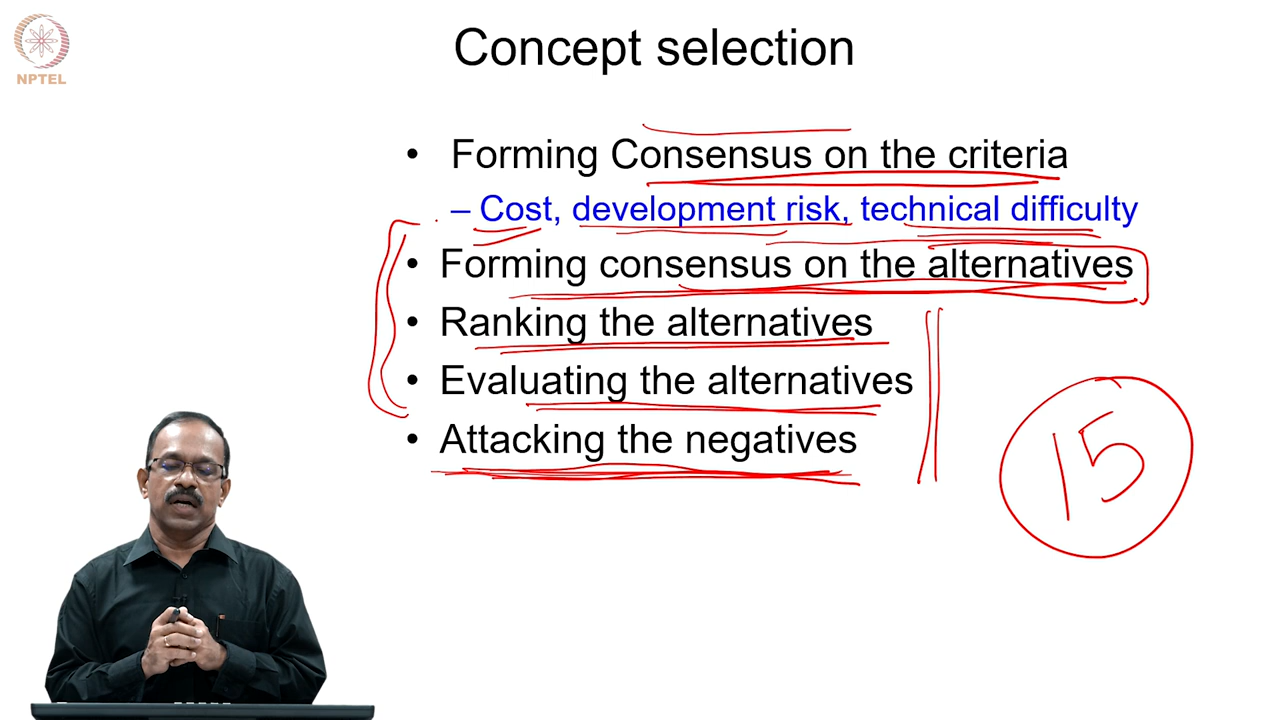 NPTEL
Concept selection
• Forming Consensus on the criteria
– Cost, development risk, technical difficulty
• Forming consensus on the alternatives
• Ranking the alternatives
• Evaluating the alternatives
• Attacking the negatives
15